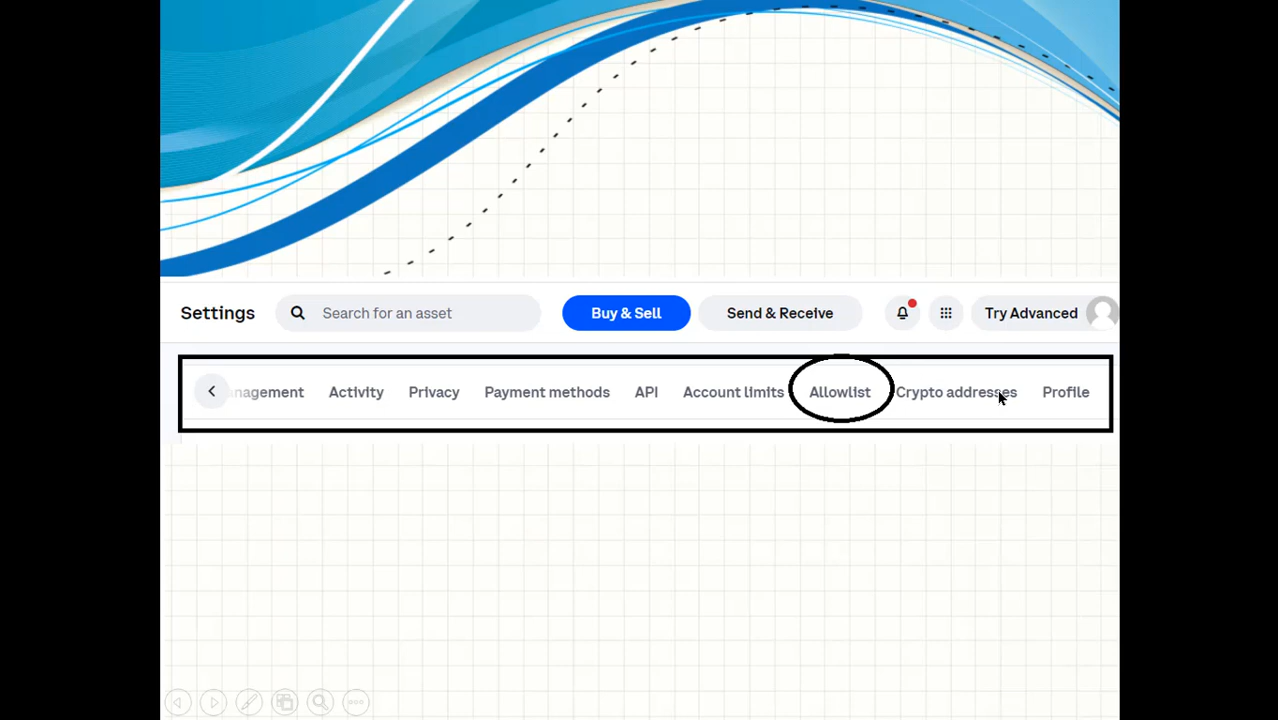 Settings Search for an asset Buy & Sell Send & Receive Try Advanced
nagement Activity Privacy Payment methods API Account limits Allowlist Crypto addresses Profile